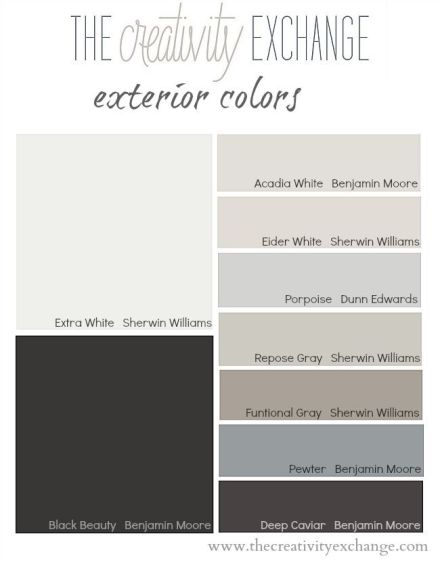 THE creativity EXCHANGE
exterior colors
Extra White Sherwin Williams
Black Beauty Benjamin Moore
Acadia White Benjamin Moore
Eider White Sherwin Williams
Porpoise Dunn Edwards
Repose Gray Sherwin Williams
Funtional Gray Sherwin Williams
Pewter Benjamin Moore
Deep Caviar Benjamin Moore
www.thecreativityexchange.com